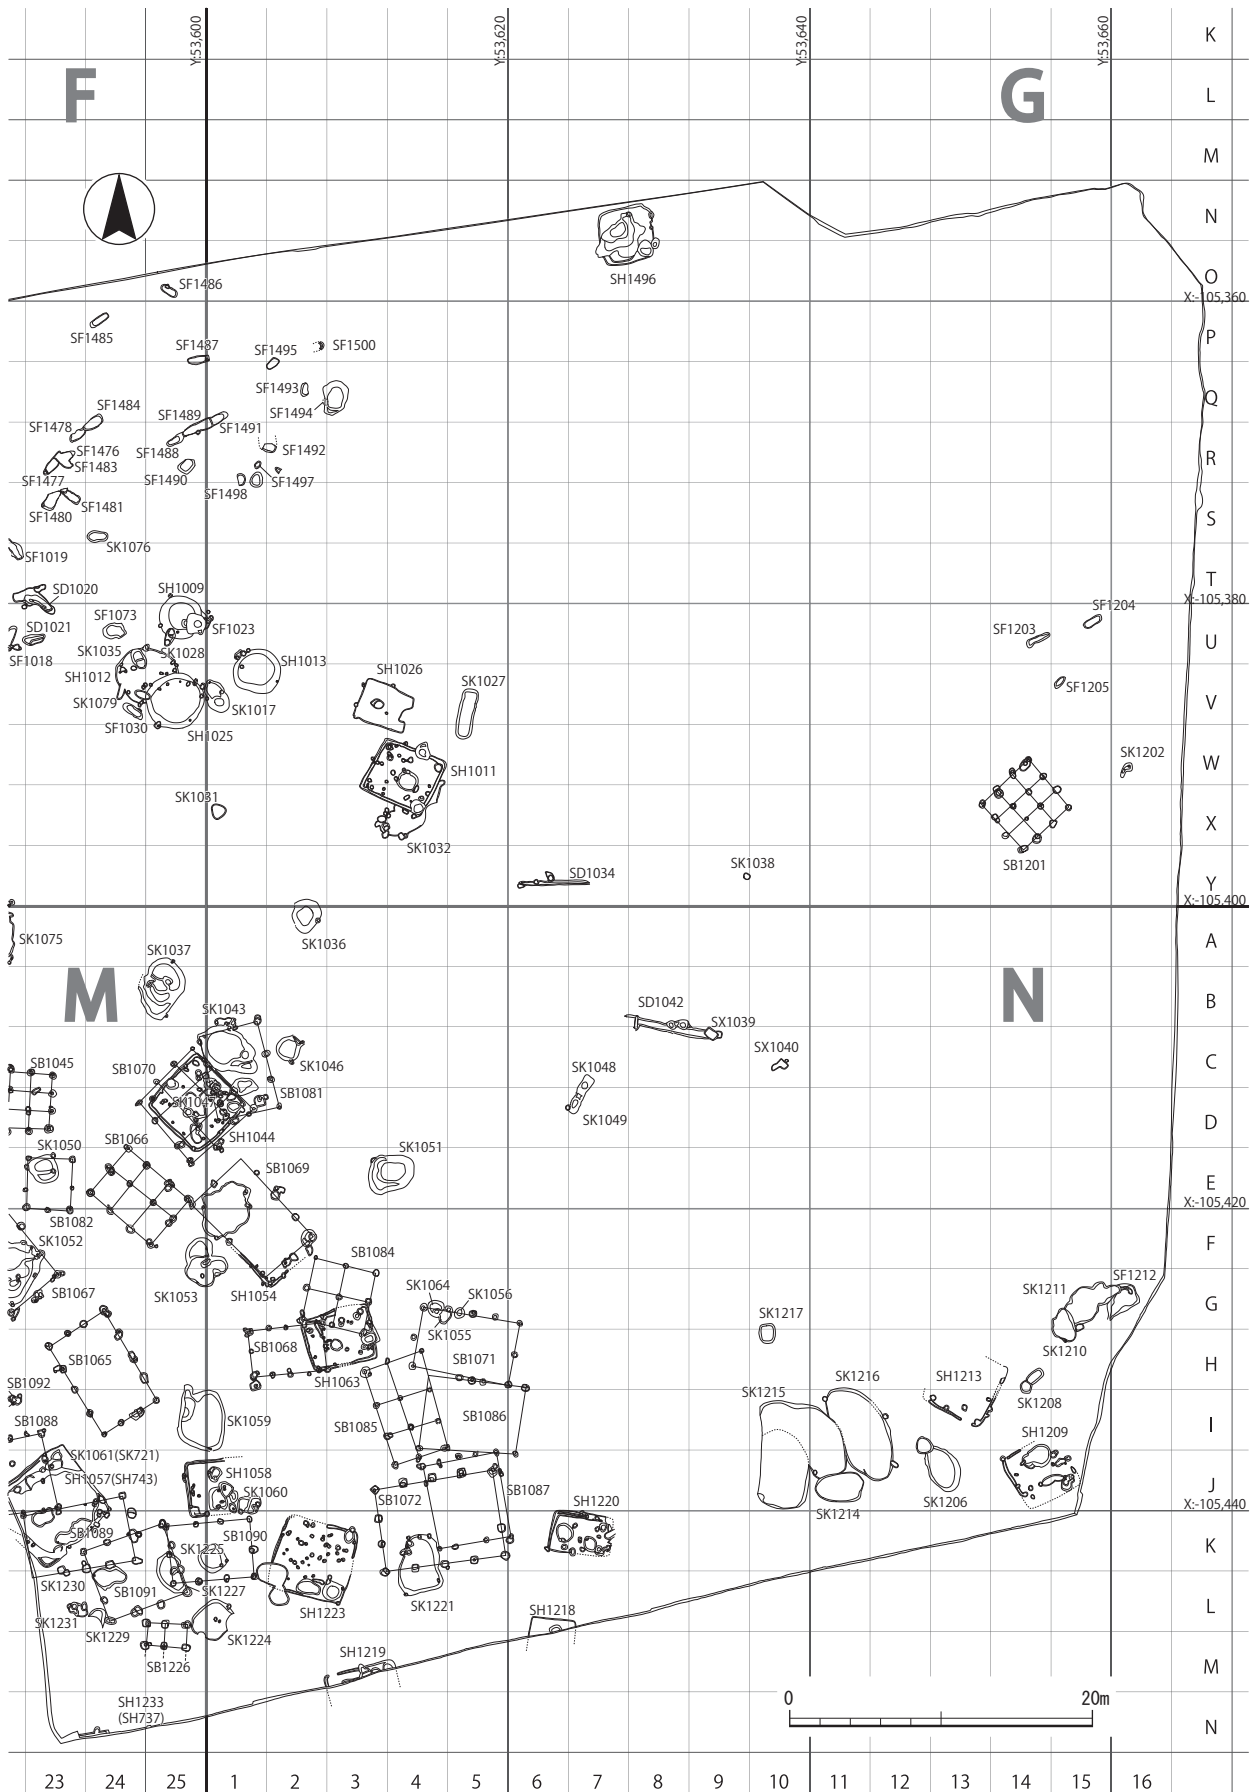 Y:53,600
Y:53,620
Y:53,640
Y:53,660
K
F
G
L
M
N
SH1496
O
SF1486
X:-105,360
SF1485
P
SF1487
SF1495
SF1500
SF1493
SF1494
Q
SF1484
SF1489
SF1478
SF1491
SF1488
SF1492
SF1476
SF1483
R
SF1477
SF1490
SF1498
SF1497
SF1481
SF1480
S
SK1076
SF1019
T
SD1020
SH1009
X:-105,380
SF1204
SF1073
SF1023
SD1021
SF1203
U
SK1035
SK1028
SF1018
SH1013
SH1012
SH1026
SK1027
SF1205
SK1079
SK1017
V
SF1030
SH1025
SK1202
W
SH1011
SK1031
X
SK1032
SB1201
SK1038
SD1034
Y
X:-105,400
SK1075
SK1036
A
SK1037
M
N
SK1043
SD1042
B
SX1039
SB1045
SB1070
SK1046
SX1040
C
SK1048
SB1081
SK1047
SK1049
D
SH1044
SK1050
SB1066
SK1051
SB1069
E
X:-105,420
SB1082
SK1052
F
SB1084
SB1067
SK1053
SH1054
SK1064
SK1056
SK1211
SF1212
G
SK1055
SK1217
SB1068
SK1210
SB1065
SB1071
H
SH1063
SB1092
SK1216
SH1213
SK1215
SK1208
SK1059
SB1088
SB1085
SB1086
I
SK1061(SK721)
SH1209
SH1057(SH743)
SH1058
SK1060
SB1072
SB1087
SH1220
SK1214
SK1206
J
X:-105,440
SB1089
SB1090
SK1225
K
SK1230
SB1091
SK1227
SH1223
SK1221
SK1231
SH1218
L
SK1229
SK1224
SB1226
SH1219
M
SH1233
(SH737)
0
20m
N
23
24
25
1
2
3
4
5
6
7
8
9
10
11
12
13
14
15
16